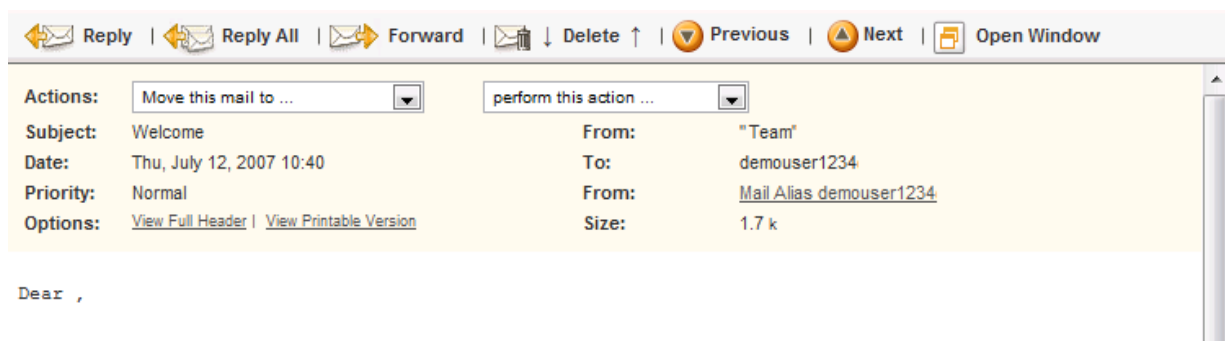 Reply | Reply All | Forward | ↓ Delete ↑ | Previous | Next | Open Window
Actions: Move this mail to ... perform this action ...
Subject: Welcome From: "Team"
Date: Thu, July 12, 2007 10:40 To: demouser1234
Priority: Normal From: Mail Alias demouser1234
Options: View Full Header | View Printable Version Size: 1.7 k
Dear ,